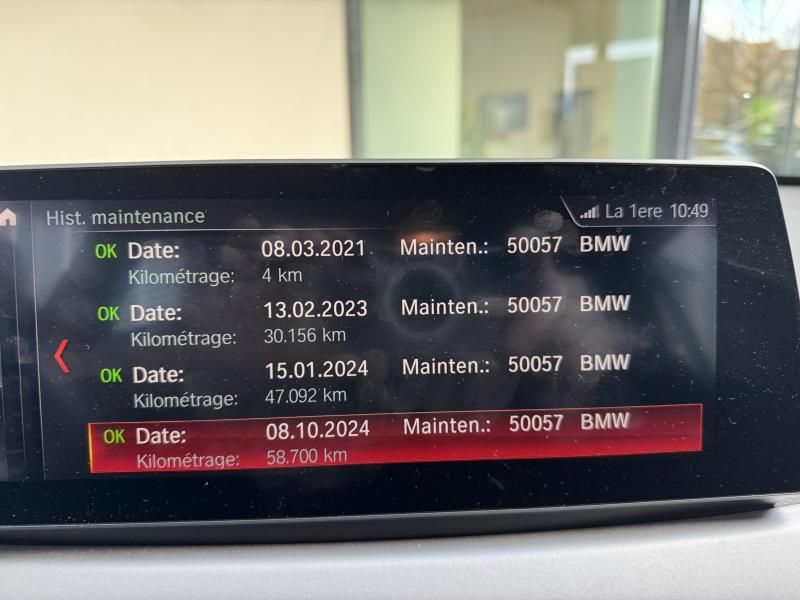 Hist. maintenance
La 1ere 10:49
OK Date: 08.03.2021 Mainten.: 50057 BMW
Kilométrage: 4 km
OK Date: 13.02.2023 Mainten.: 50057 BMW
Kilométrage: 30.156 km
OK Date: 15.01.2024 Mainten.: 50057 BMW
Kilométrage: 47.092 km
OK Date: 08.10.2024 Mainten.: 50057 BMW
Kilométrage: 58.700 km